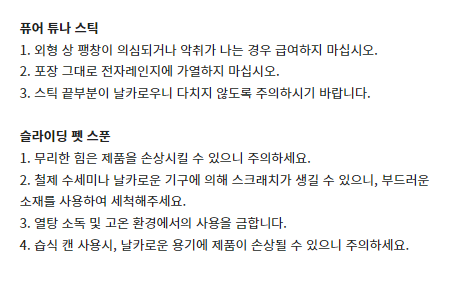 퓨어 튜나 스틱
1. 외형 상 팽창이 의심되거나 악취가 나는 경우 급여하지 마십시오.
2. 포장 그대로 전자레인지에 가열하지 마십시오.
3. 스틱 끝부분이 날카로우니 다치지 않도록 주의하시기 바랍니다.
슬라이딩 펫 스푼
1. 무리한 힘은 제품을 손상시킬 수 있으니 주의하세요.
2. 철제 수세미나 날카로운 기구에 의해 스크래치가 생길 수 있으니, 부드러운
소재를 사용하여 세척해주세요.
3. 열탕 소독 및 고온 환경에서의 사용을 금합니다.
4. 습식 캔 사용시, 날카로운 용기에 제품이 손상될 수 있으니 주의하세요.